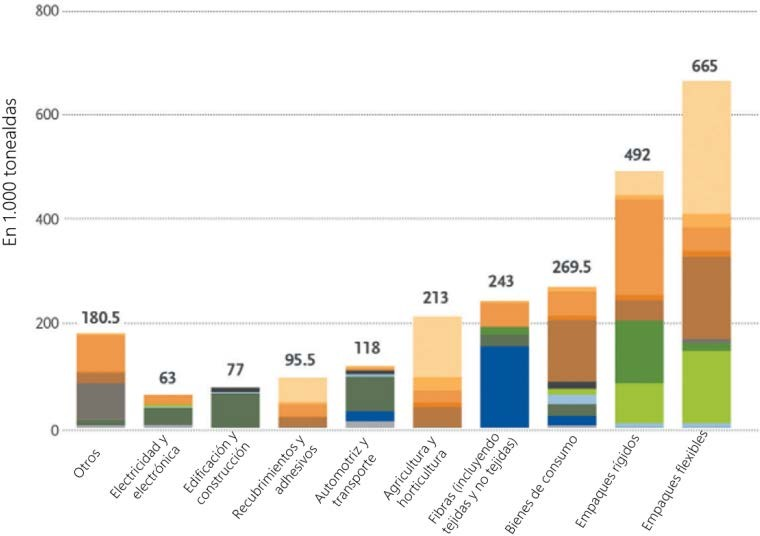 800
600
400
200
0
En 1.000 tonealdas
180.5
63
77
95.5
118
213
243
269.5
492
665
Otros
Electricidad y
electrónica
Edificación y
construcción
Recubrimientos y
adhesivos
Automotriz y
transporte
Agricultura y
horticultura
Fibras (incluyendo
tejidas y no tejidas)
Bienes de consumo
Empaques rígidos
Empaques flexibles